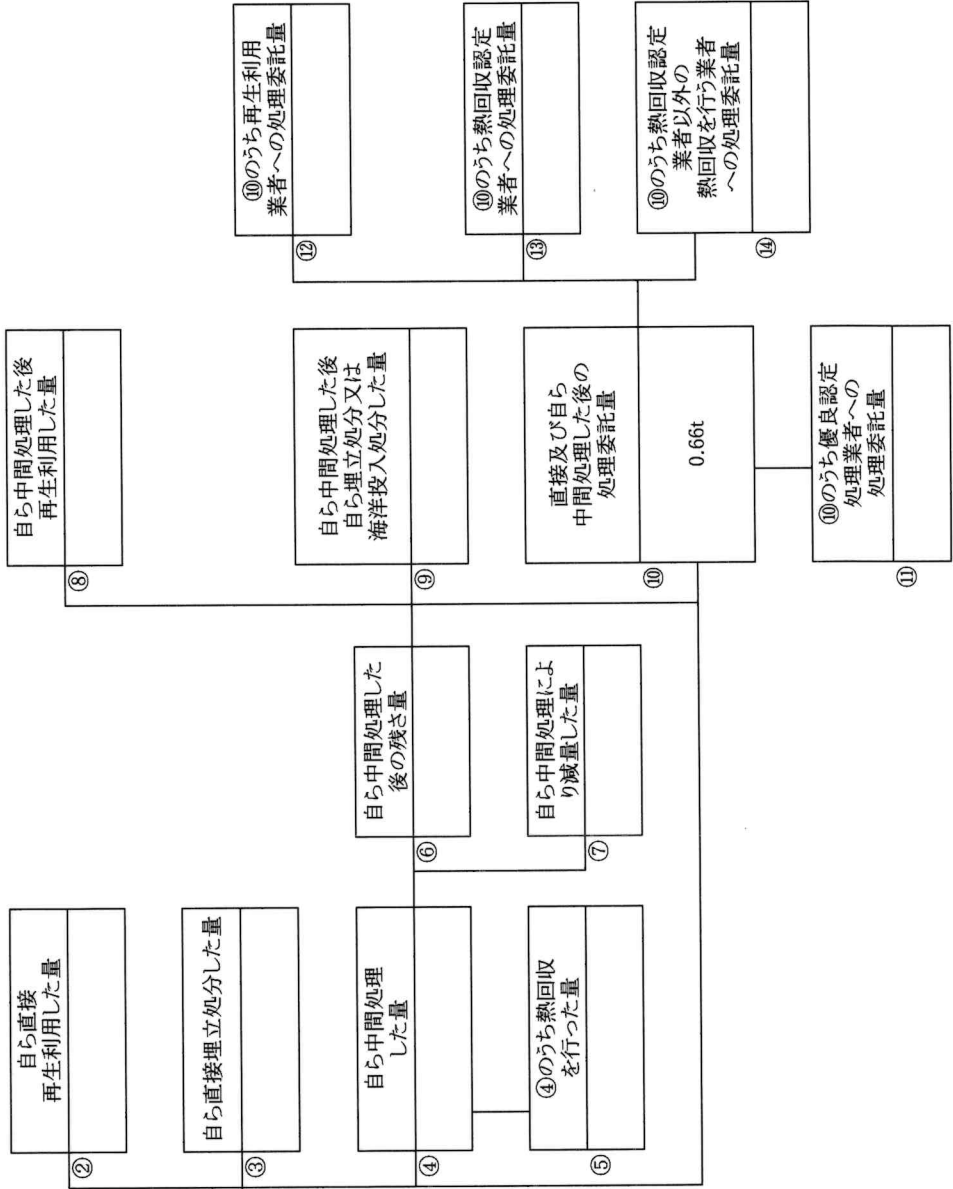 ②
自ら直接
再生利用した量
③
自ら直接埋立処分した量
④
自ら中間処理
した量
⑤
④のうち熱回収
を行った量
⑥
自ら中間処理した
後の残さ量
⑦
自ら中間処理によ
り減量した量
⑧
自ら中間処理した後
再生利用した量
⑨
自ら中間処理した後
自ら埋立処分又は
海洋投入処分した量
⑩
直接及び自ら
中間処理した後の
処理委託量
0.66t
⑪
⑩のうち優良認定
処理業者への
処理委託量
⑫
⑩のうち再生利用
業者への処理委託量
⑬
⑩のうち熱回収認定
業者への処理委託量
⑭
⑩のうち熱回収認定
業者以外の
熱回収を行う業者
への処理委託量